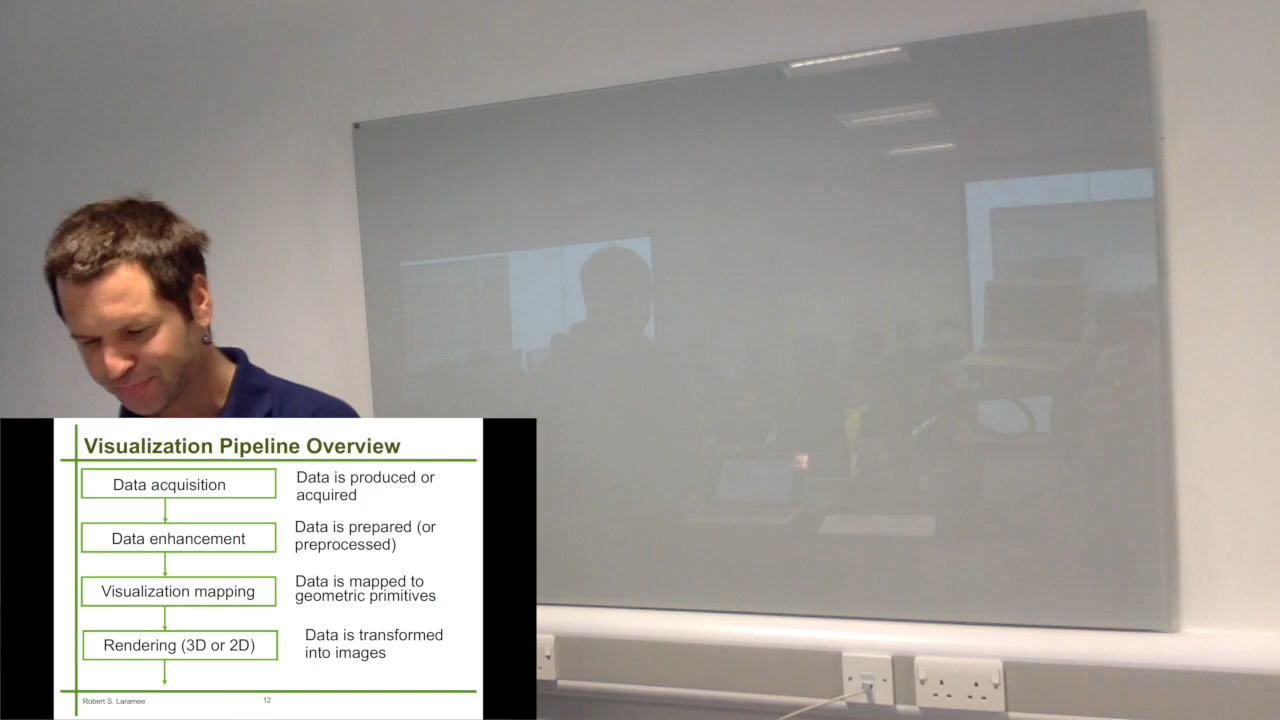 Visualization Pipeline Overview
Data acquisition
Data is produced or
acquired
Data enhancement
Data is prepared (or
preprocessed)
Visualization mapping
Data is mapped to
geometric primitives
Rendering (3D or 2D)
Data is transformed
into images
Robert S. Laramee
12